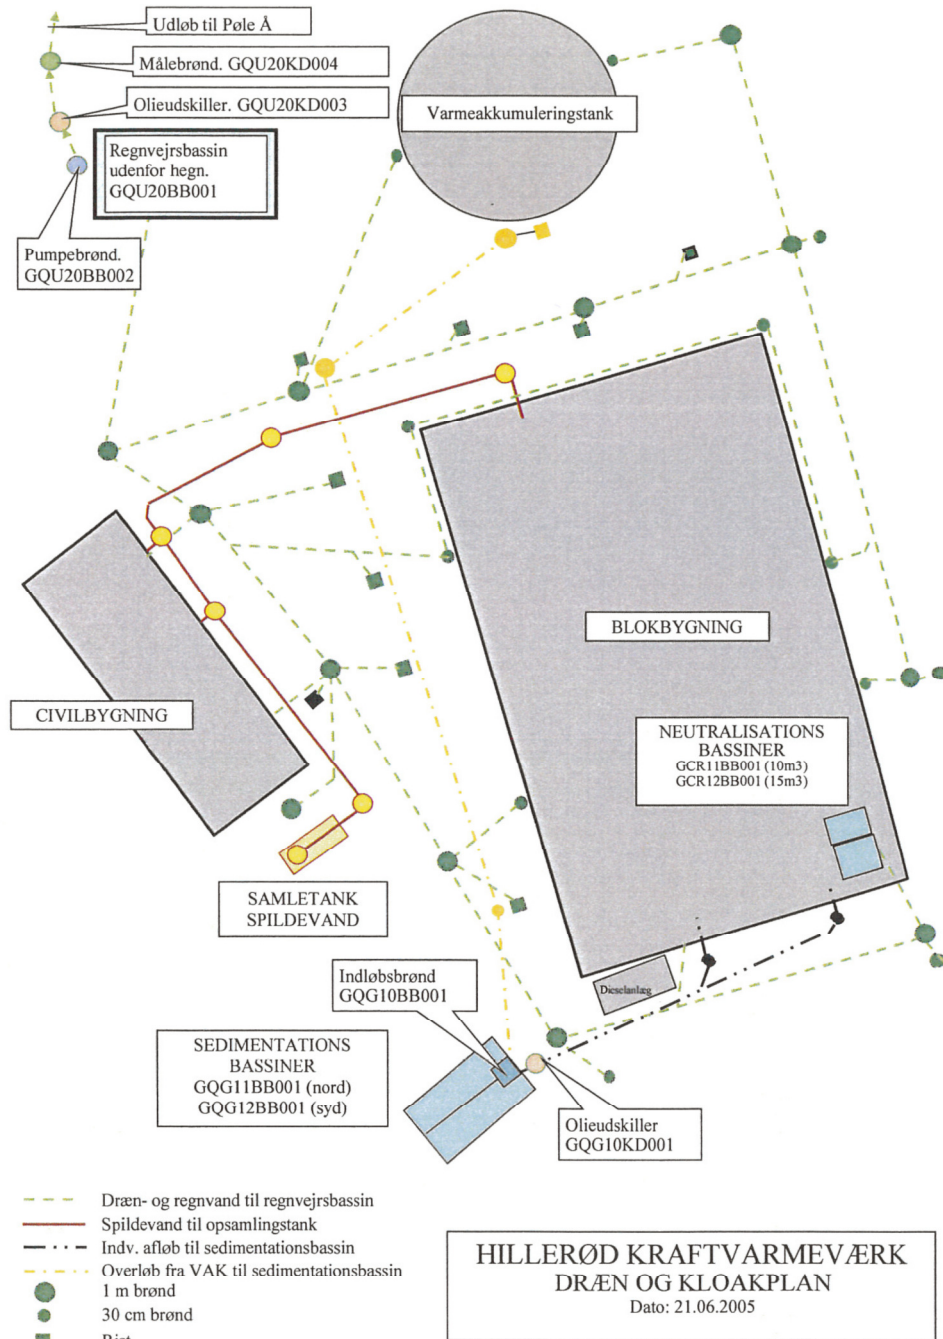 Udløb til Pøle Å
Målebrønd. GQU20KD004
Olieudskiller. GQU20KD003
Regnvejrsbassin
udenfor hegn.
GQU20BB001
Pumpebrønd.
GQU20BB002
Varmeakkumuleringstank
BLOKBYGNING
CIVILBYGNING
NEUTRALISATIONS
BASSINER
GCR11BB001 (10m3)
GCR12BB001 (15m3)
SAMLETANK
SPILDEVAND
Indløbsbrønd
GQG10BB001
Dieselanlæg
SEDIMENTATIONS
BASSINER
GQG11BB001 (nord)
GQG12BB001 (syd)
Olieudskiller
GQG10KD001
Dræn- og regnvand til regnvejrsbassin
Spildevand til opsamlingstank
Indv. afløb til sedimentationsbassin
Overløb fra VAK til sedimentationsbassin
1 m brønd
30 cm brønd
Rist
HILLERØD KRAFTVARMEVÆRK
DRÆN OG KLOAKPLAN
Dato: 21.06.2005